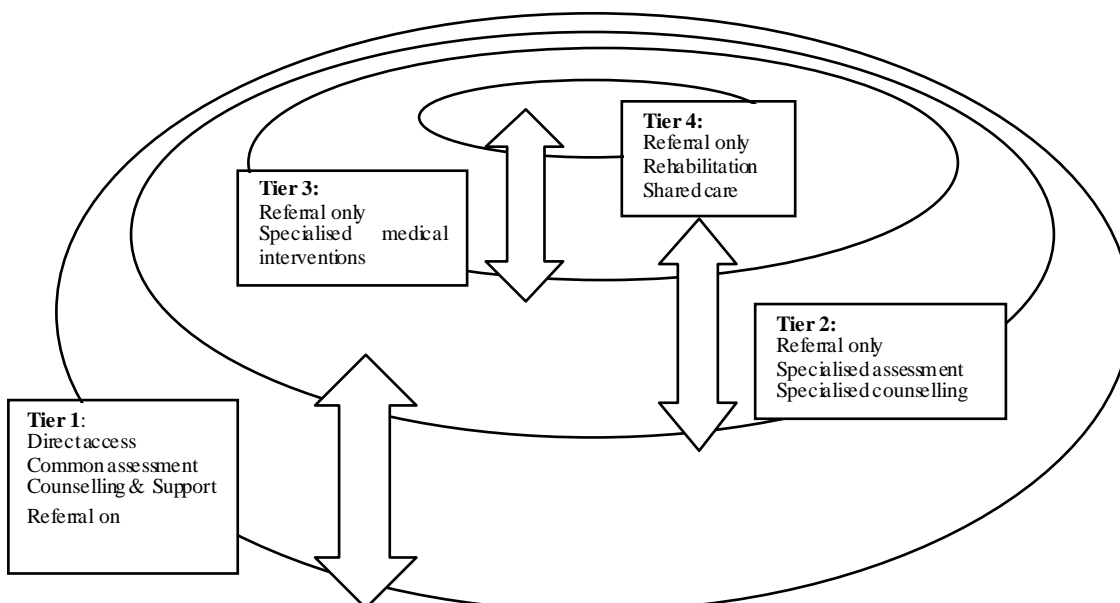 Tier 4:
Referral only
Rehabilitation
Shared care
Tier 3:
Referral only
Specialised medical
interventions
Tier 2:
Referral only
Specialised assessment
Specialised counselling
Tier 1:
Direct access
Common assessment
Counselling & Support
Referral on